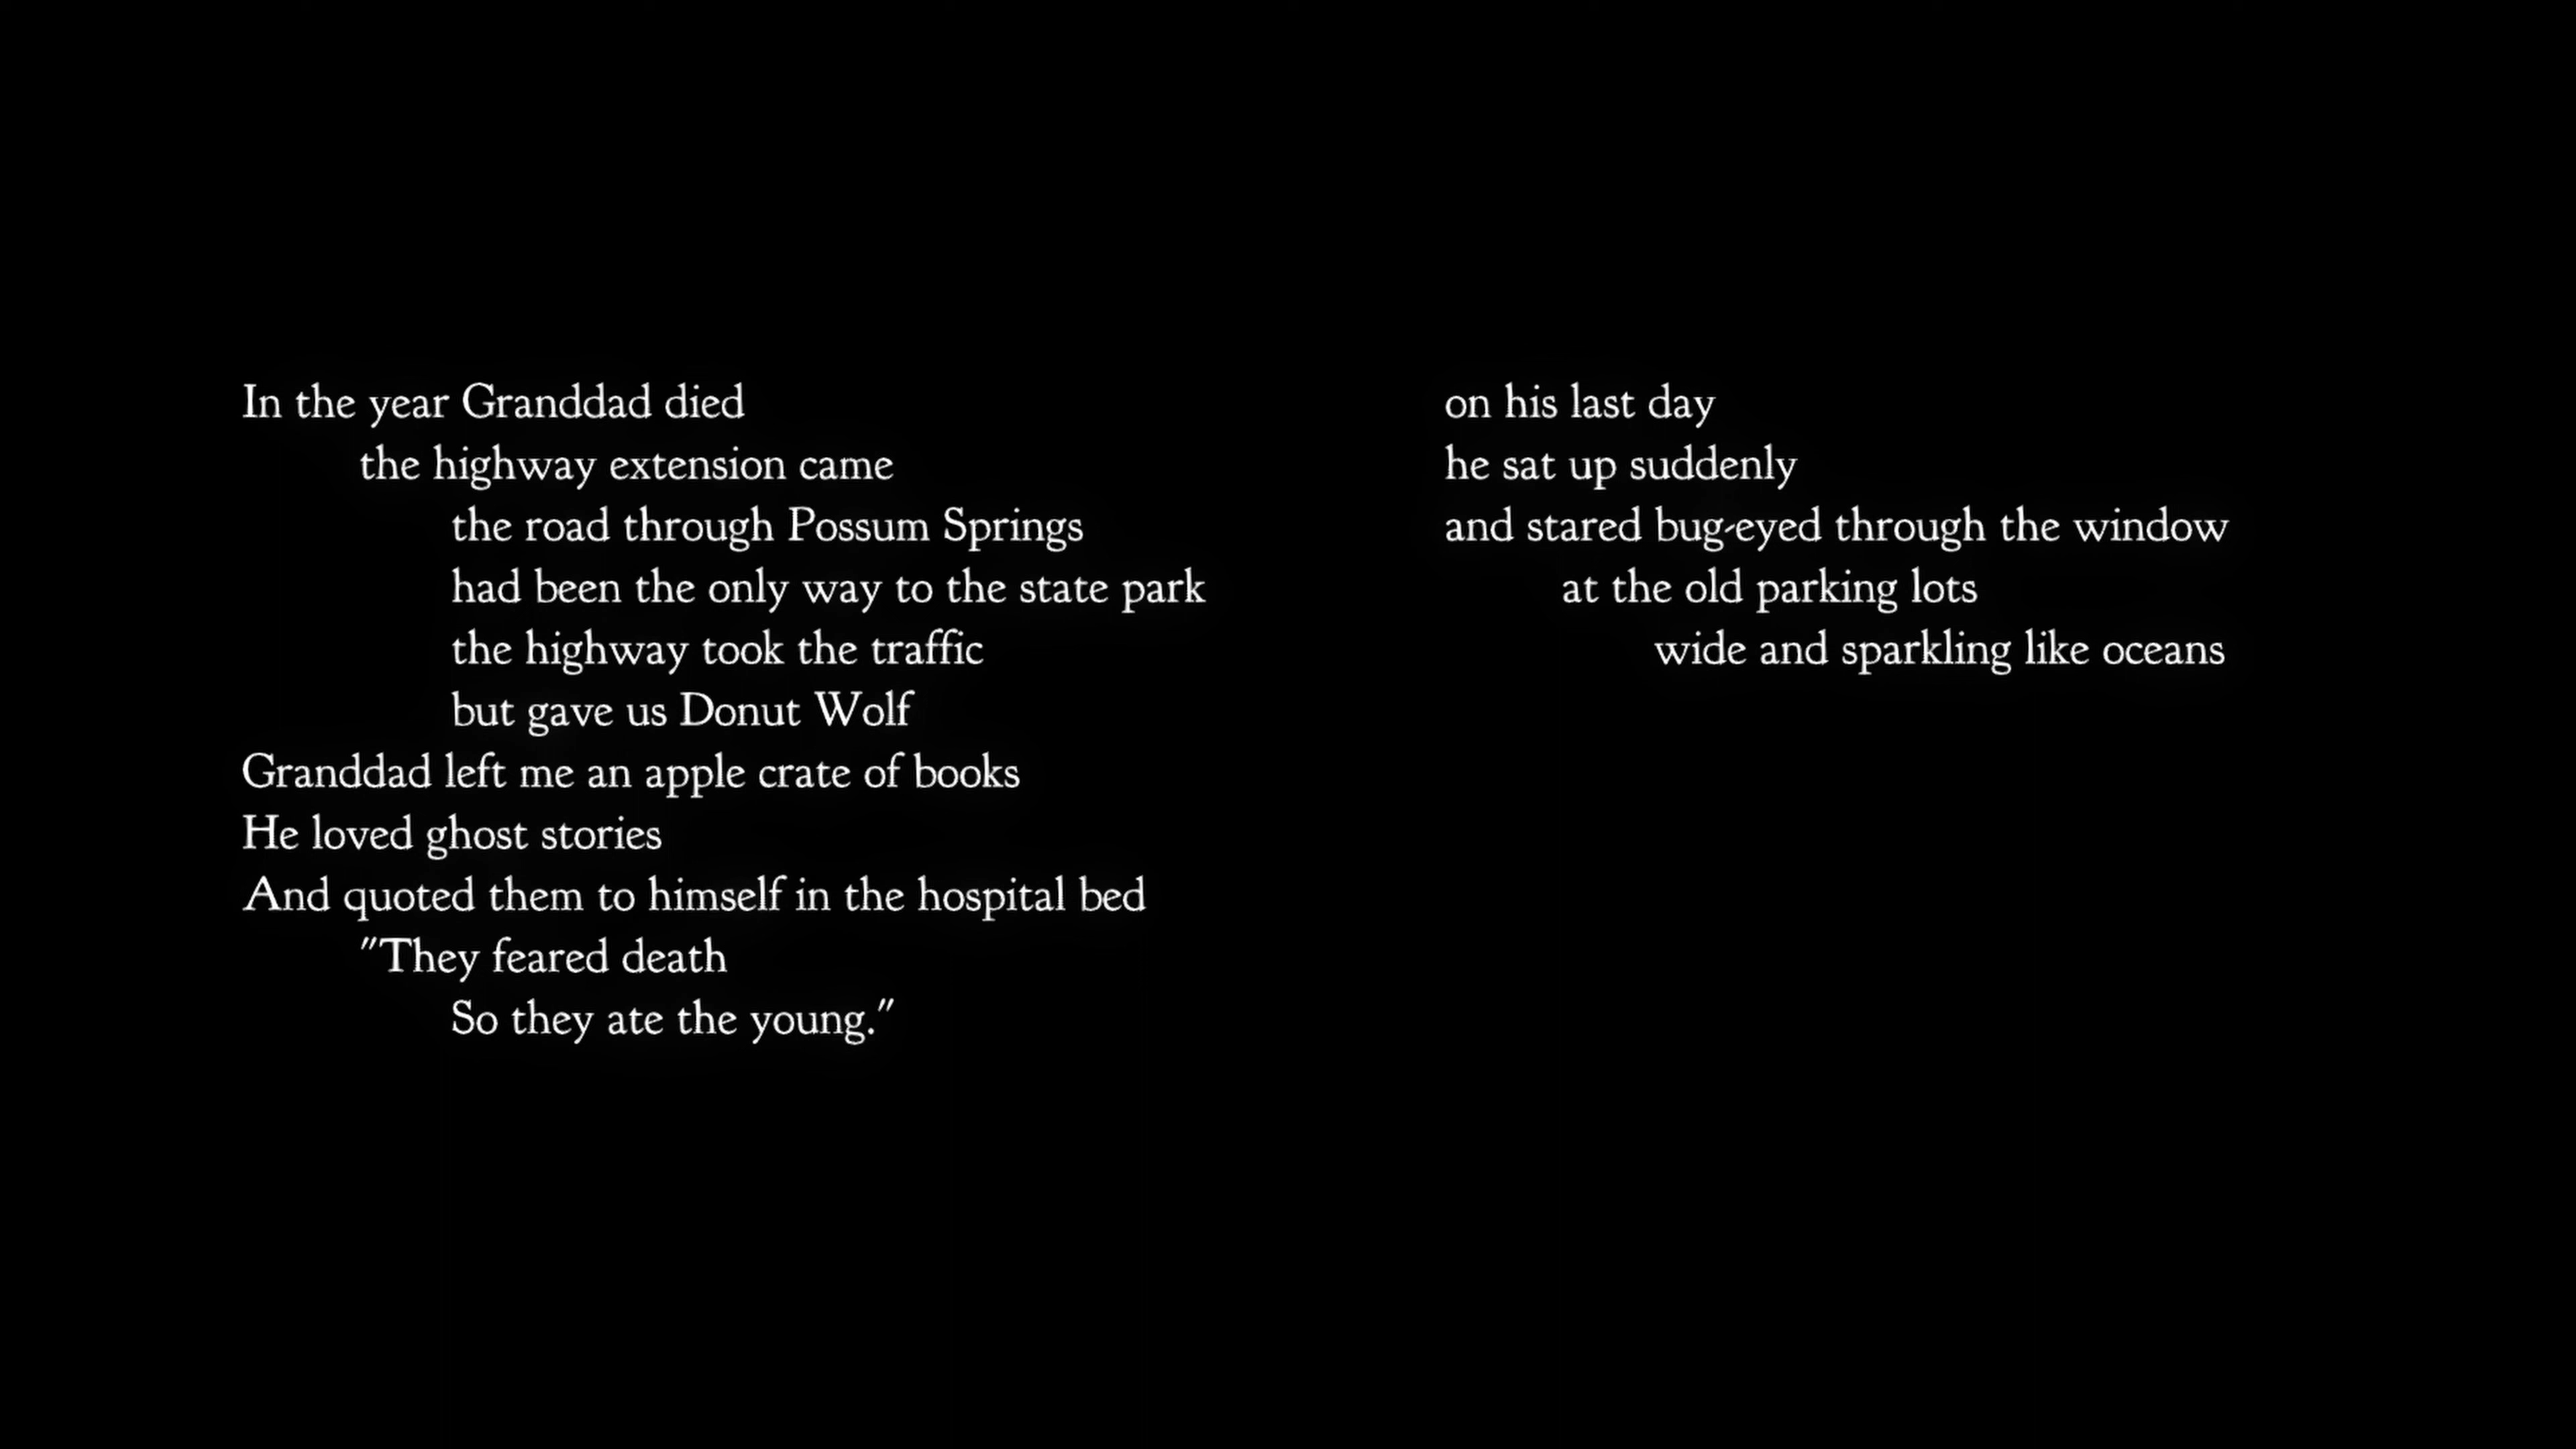 In the year Granddad died
the highway extension came
the road through Possum Springs
had been the only way to the state park
the highway took the traffic
but gave us Donut Wolf
Granddad left me an apple crate of books
He loved ghost stories
And quoted them to himself in the hospital bed
"They feared death
So they ate the young."
on his last day
he sat up suddenly
and stared bug-eyed through the window
at the old parking lots
wide and sparkling like oceans